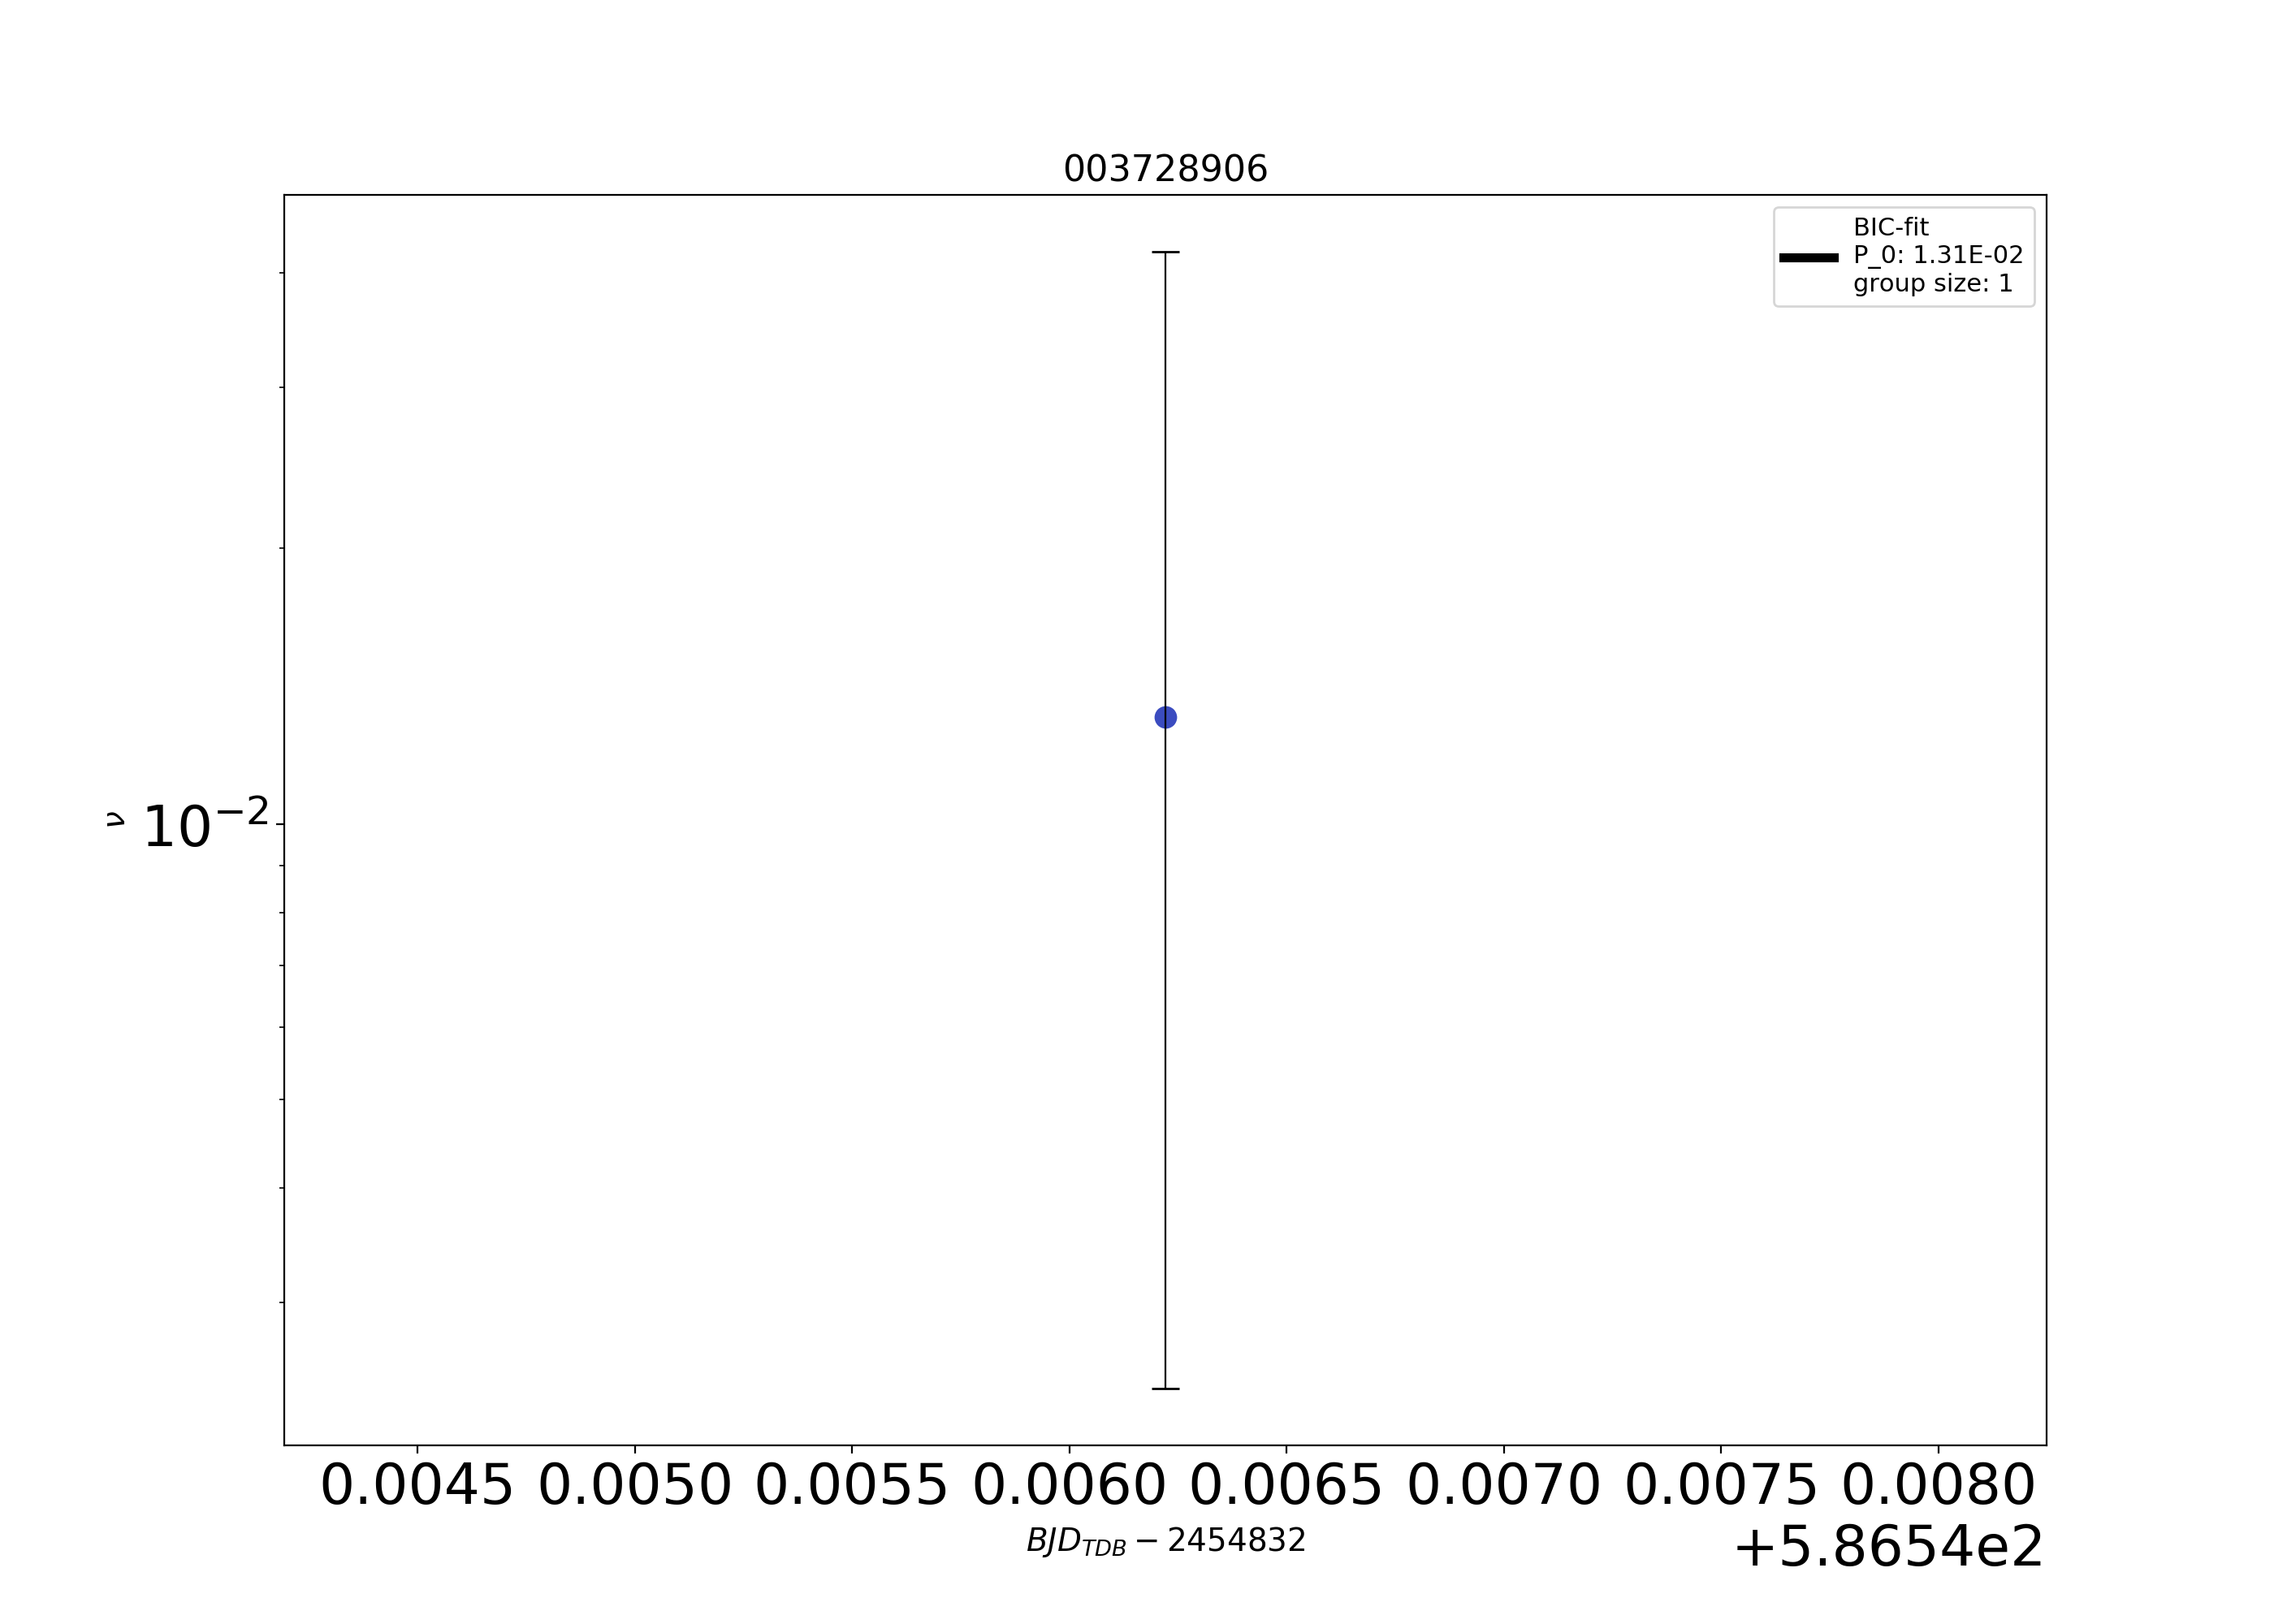 003728906
BIC-fit
P_0: 1.31E-02
group size: 1
ν
10⁻²
0.0045 0.0050 0.0055 0.0060 0.0065 0.0070 0.0075 0.0080
BJD_TDB − 2454832
+5.8654e2